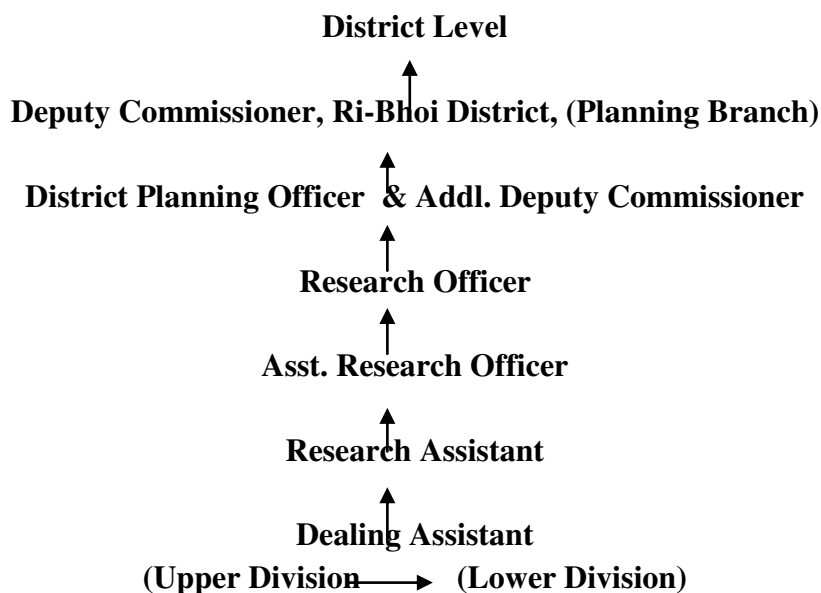 District Level
Deputy Commissioner, Ri-Bhoi District, (Planning Branch)
District Planning Officer & Addl. Deputy Commissioner
Research Officer
Asst. Research Officer
Research Assistant
Dealing Assistant
(Upper Division (Lower Division)